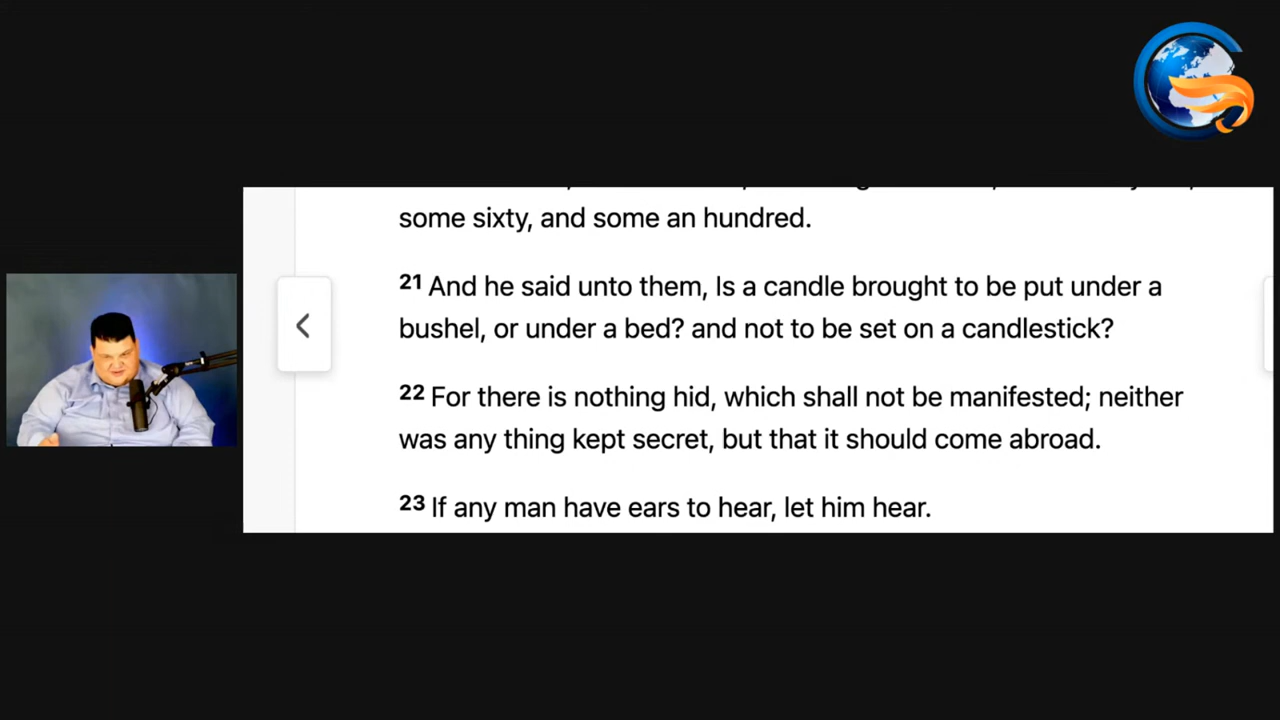 some sixty, and some an hundred.
21 And he said unto them, Is a candle brought to be put under a
bushel, or under a bed? and not to be set on a candlestick?
22 For there is nothing hid, which shall not be manifested; neither
was any thing kept secret, but that it should come abroad.
23 If any man have ears to hear, let him hear.